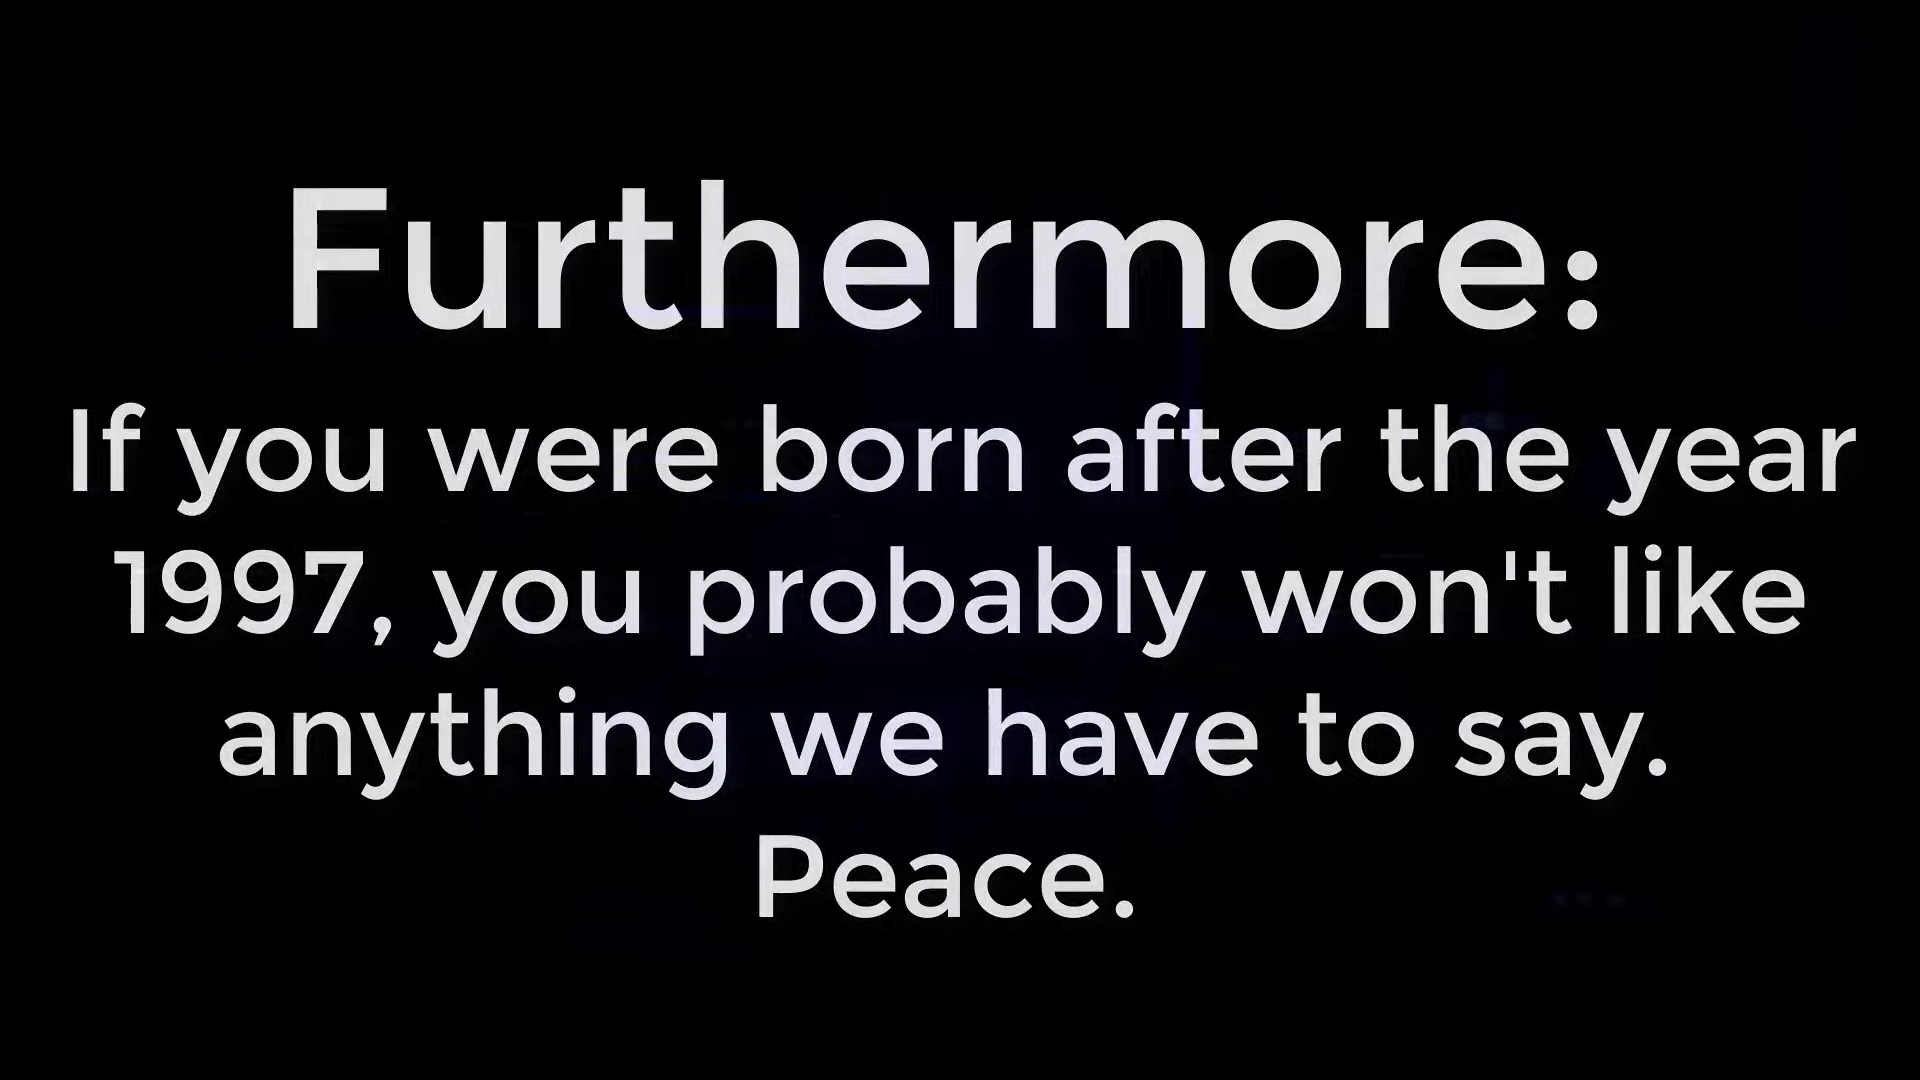 Furthermore:
If you were born after the year
1997, you probably won't like
anything we have to say.
Peace.